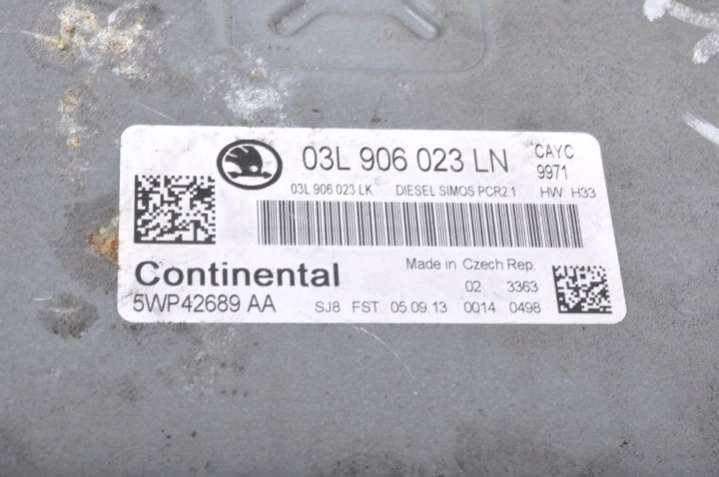 03L 906 023 LN CAYC
9971
03L 906 023 LK DIESEL SIMOS PCR2.1 HW: H33
Continental Made in Czech Rep.
02 3363
5WP42689 AA SJ8 FST 05.09.13 0014 0498